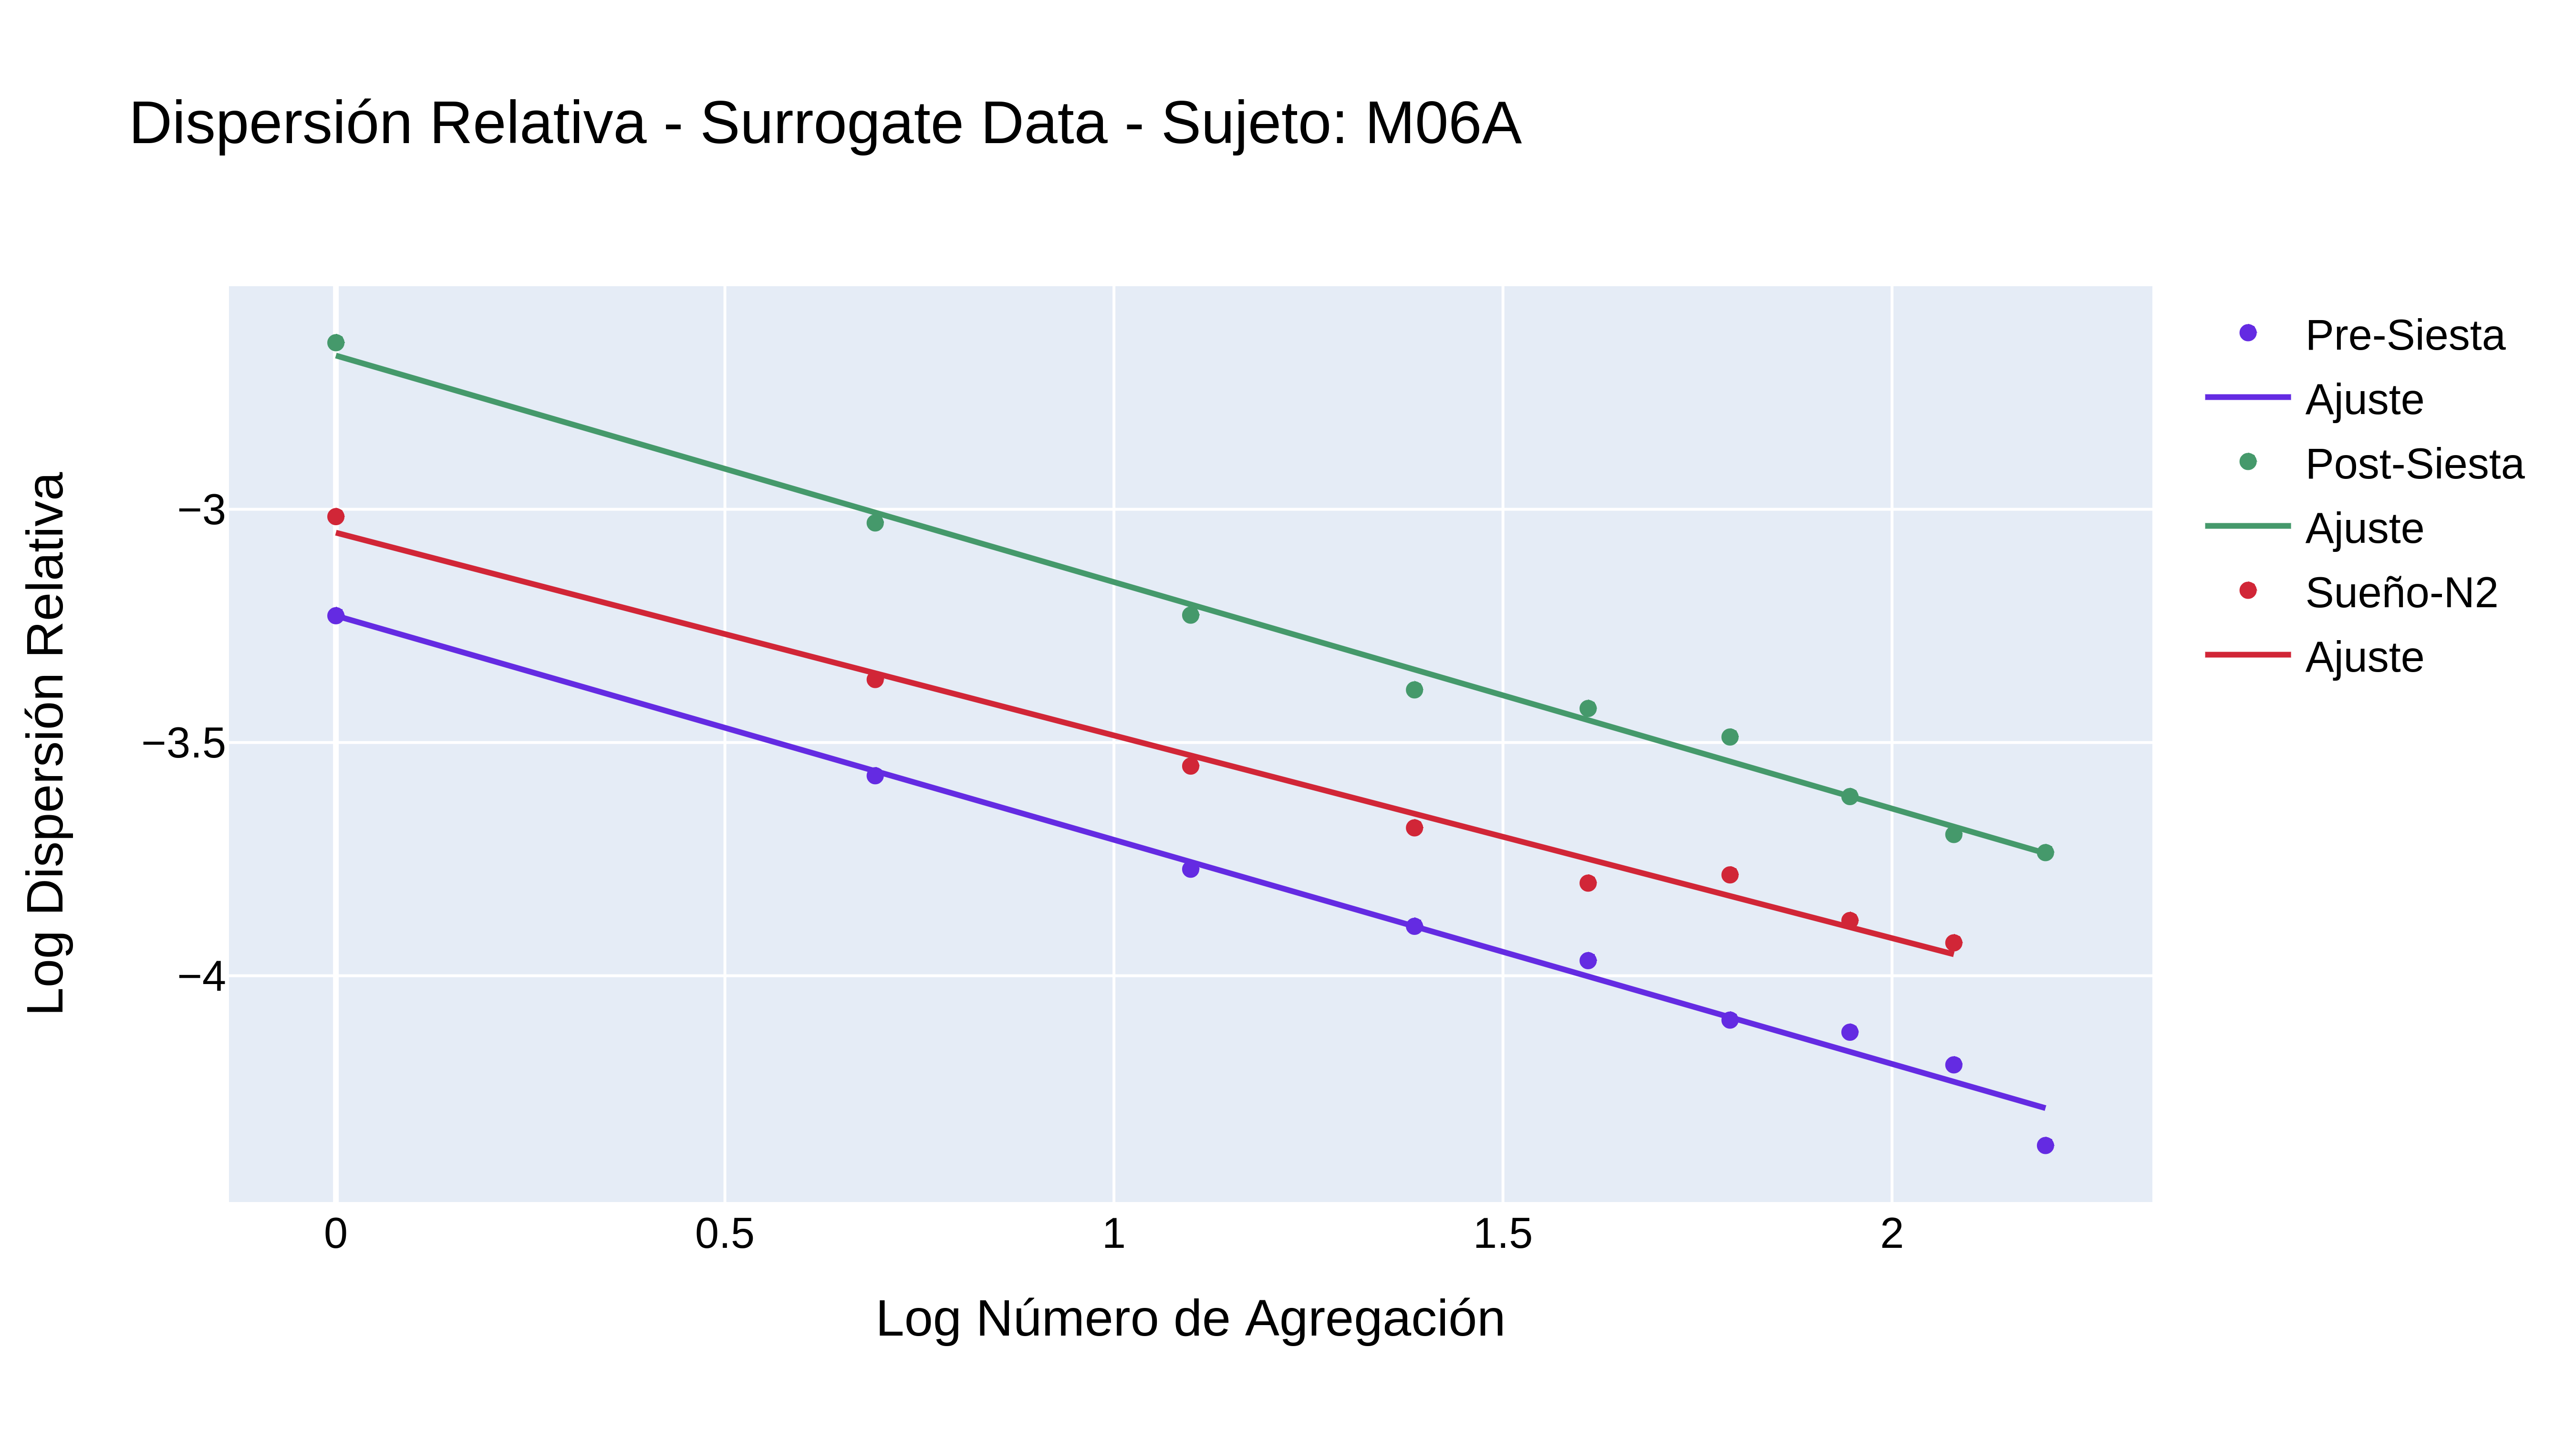 Dispersión Relativa - Surrogate Data - Sujeto: M06A
Log Dispersión Relativa
−3
−3.5
−4
0
0.5
1
1.5
2
Log Número de Agregación
Pre-Siesta
Ajuste
Post-Siesta
Ajuste
Sueño-N2
Ajuste